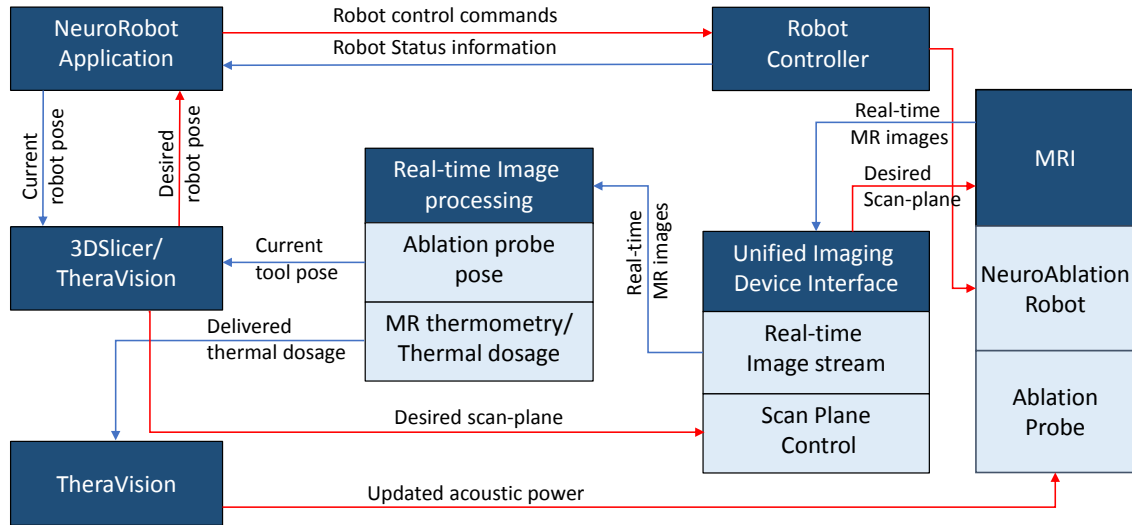 NeuroRobot
Application
Robot control commands
Robot Status information
Robot
Controller
Current
robot pose
Desired
robot pose
Real-time
MR images
MRI
Desired
Scan-plane
Real-time Image
processing
Ablation probe
pose
MR thermometry/
Thermal dosage
Real-time
MR images
3DSlicer/
TheraVision
Current
tool pose
Unified Imaging
Device Interface
Real-time
Image stream
Scan Plane
Control
NeuroAblation
Robot
Ablation
Probe
Delivered
thermal dosage
Desired scan-plane
TheraVision
Updated acoustic power